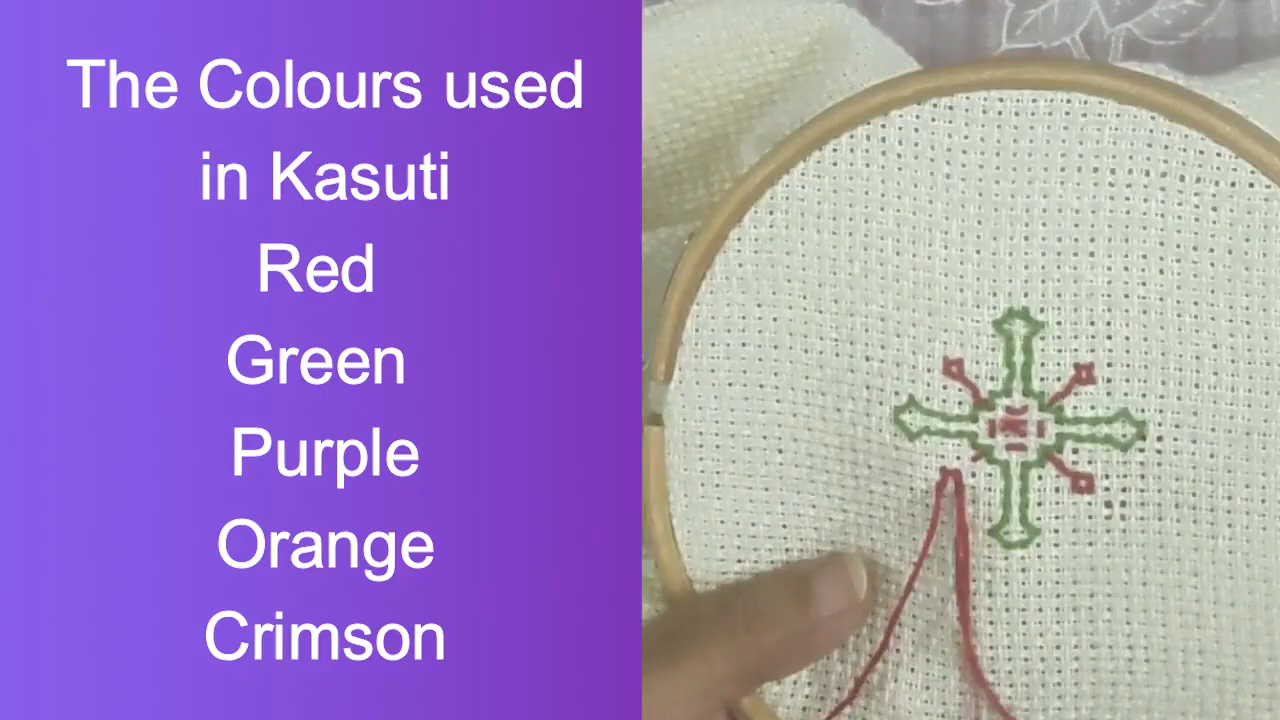 The Colours used
in Kasuti
Red
Green
Purple
Orange
Crimson